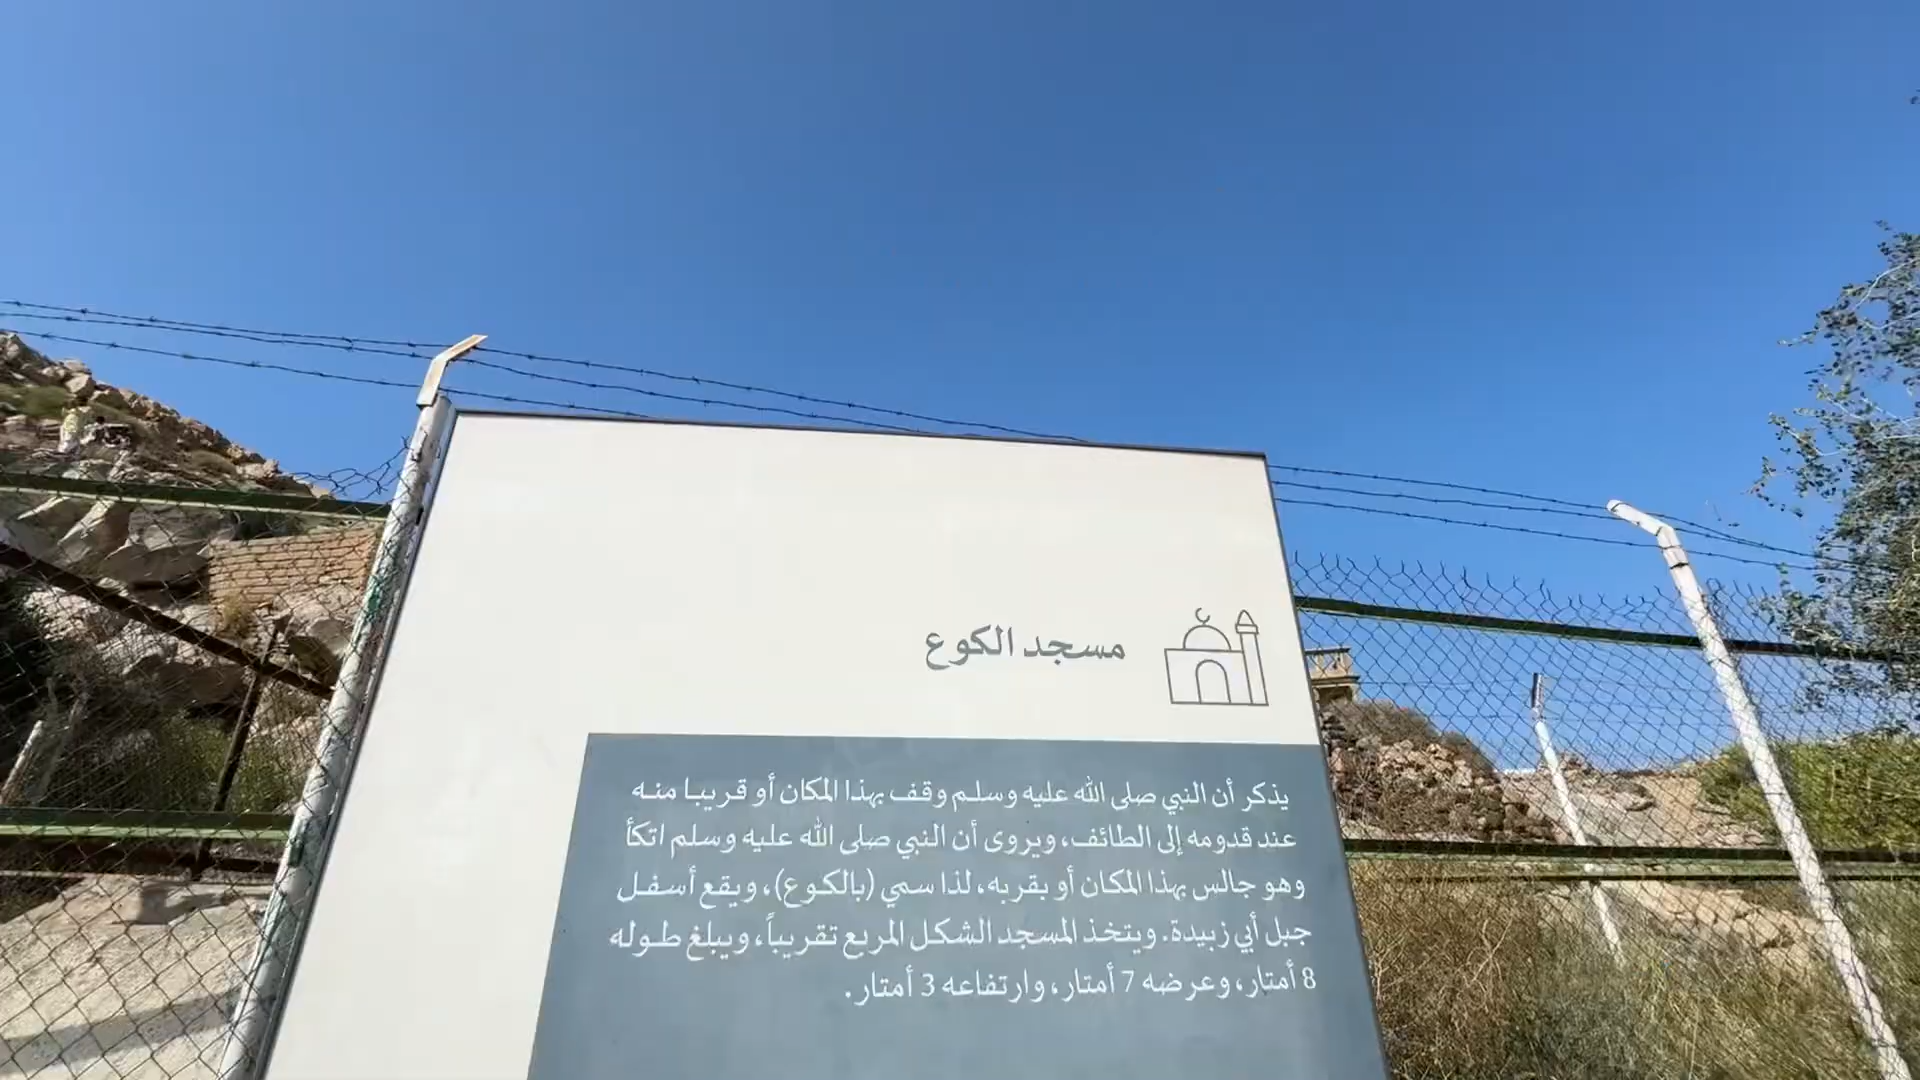 مسجد الكوع
يذكر أن النبي صلى الله عليه وسلم وقف بهذا المكان أو قريبا منه
عند قدومه إلى الطائف، ويروى أن النبي صلى الله عليه وسلم اتكأ
وهو جالس بهذا المكان أو بقربه، لذا سمي (بالكوع)، ويقع أسفل
جبل أبي زبيدة. ويتخذ المسجد الشكل المربع تقريباً، ويبلغ طوله
8 أمتار، وعرضه 7 أمتار، وارتفاعه 3 أمتار.